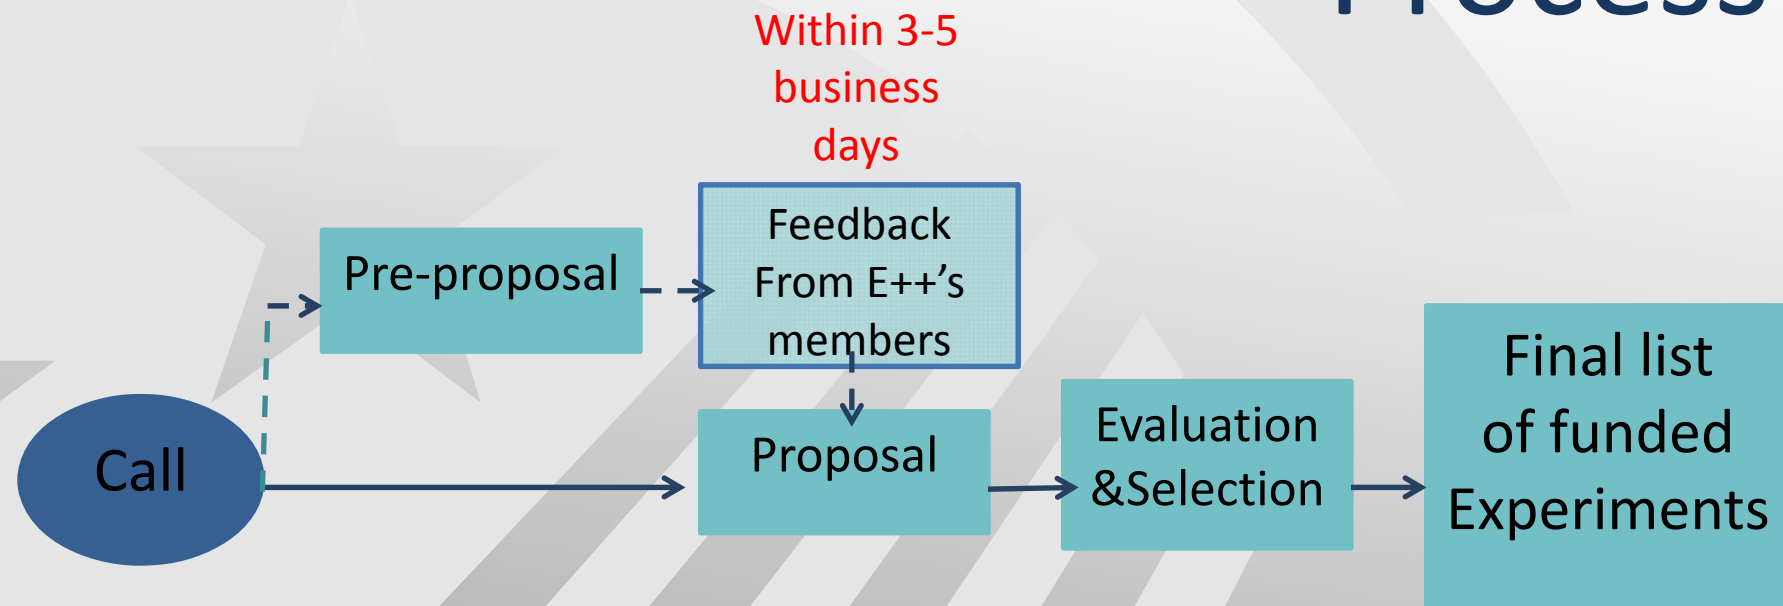 Process
Within 3-5
business
days
Feedback
From E++'s
members
Pre-proposal
Call
Proposal
Evaluation
&Selection
Final list
of funded
Experiments